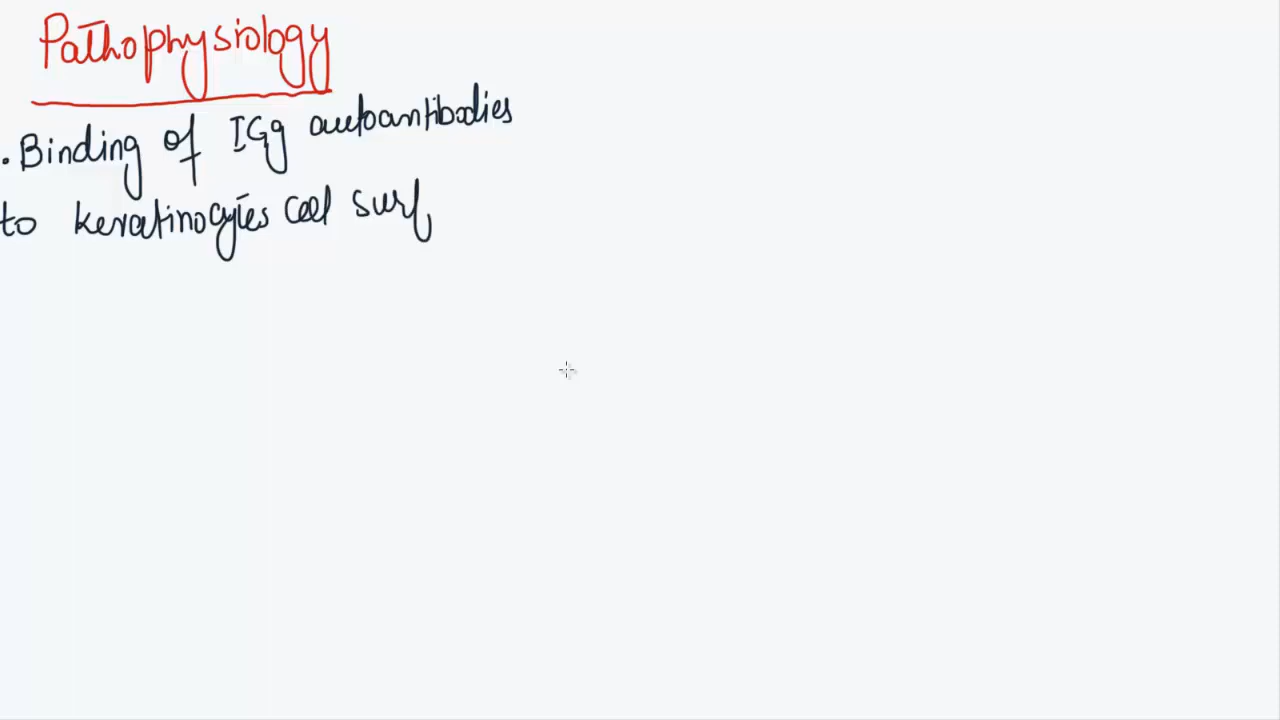 Pathophysiology
. Binding of IGg autoantibodies
to keratinocytes cell surf